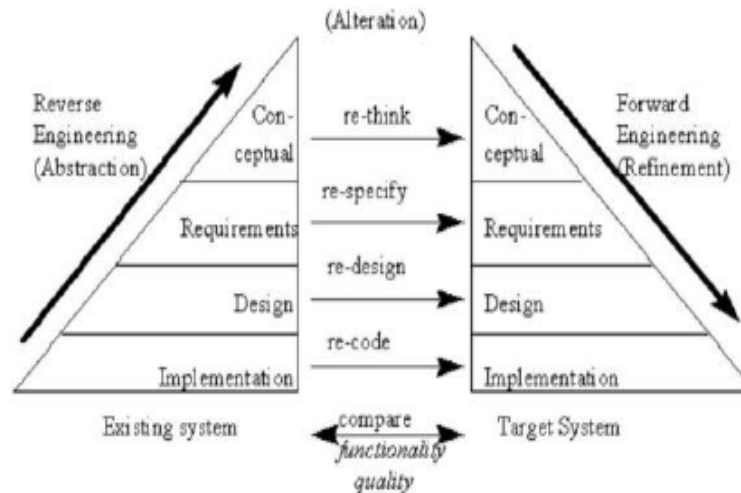 (Alteration)
Reverse
Engineering
(Abstraction)
Forward
Engineering
(Refinement)
Con-
ceptual
re-think
Con-
ceptual
Requirements
re-specify
Requirements
Design
re-design
Design
Implementation
re-code
Implementation
Existing system
compare
functionality
quality
Target System